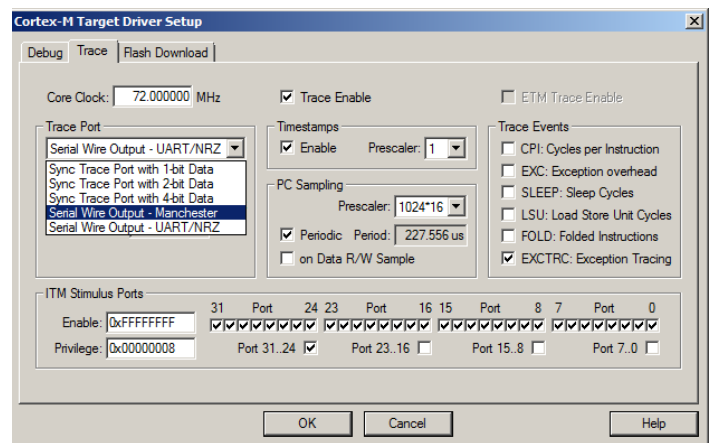 Cortex-M Target Driver Setup
Debug Trace Flash Download
Core Clock: 72.000000 MHz Trace Enable ETM Trace Enable
Trace Port
Serial Wire Output - UART/NRZ
Sync Trace Port with 1-bit Data
Sync Trace Port with 2-bit Data
Sync Trace Port with 4-bit Data
Serial Wire Output - Manchester
Serial Wire Output - UART/NRZ
Timestamps
Enable Prescaler: 1
PC Sampling
Prescaler: 1024*16
Periodic Period: 227.556 us
on Data R/W Sample
Trace Events
CPI: Cycles per Instruction
EXC: Exception overhead
SLEEP: Sleep Cycles
LSU: Load Store Unit Cycles
FOLD: Folded Instructions
EXCTRC: Exception Tracing
ITM Stimulus Ports
31 Port 24 23 Port 16 15 Port 8 7 Port 0
Enable: 0xFFFFFFFF
Privilege: 0x00000008 Port 31..24 Port 23..16 Port 15..8 Port 7..0
OK Cancel Help